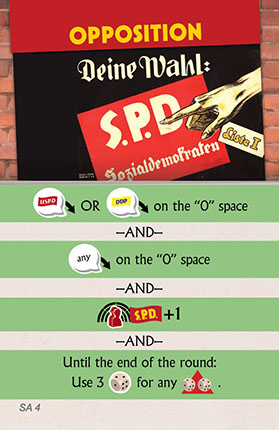 OPPOSITION
Deine Wahl:
S.P.D.
Liste I
Sozialdemokraten
USPD OR DDP on the “0” space
–AND–
any on the “0” space
–AND–
S.P.D. +1
–AND–
Until the end of the round:
Use 3 for any .
SA 4